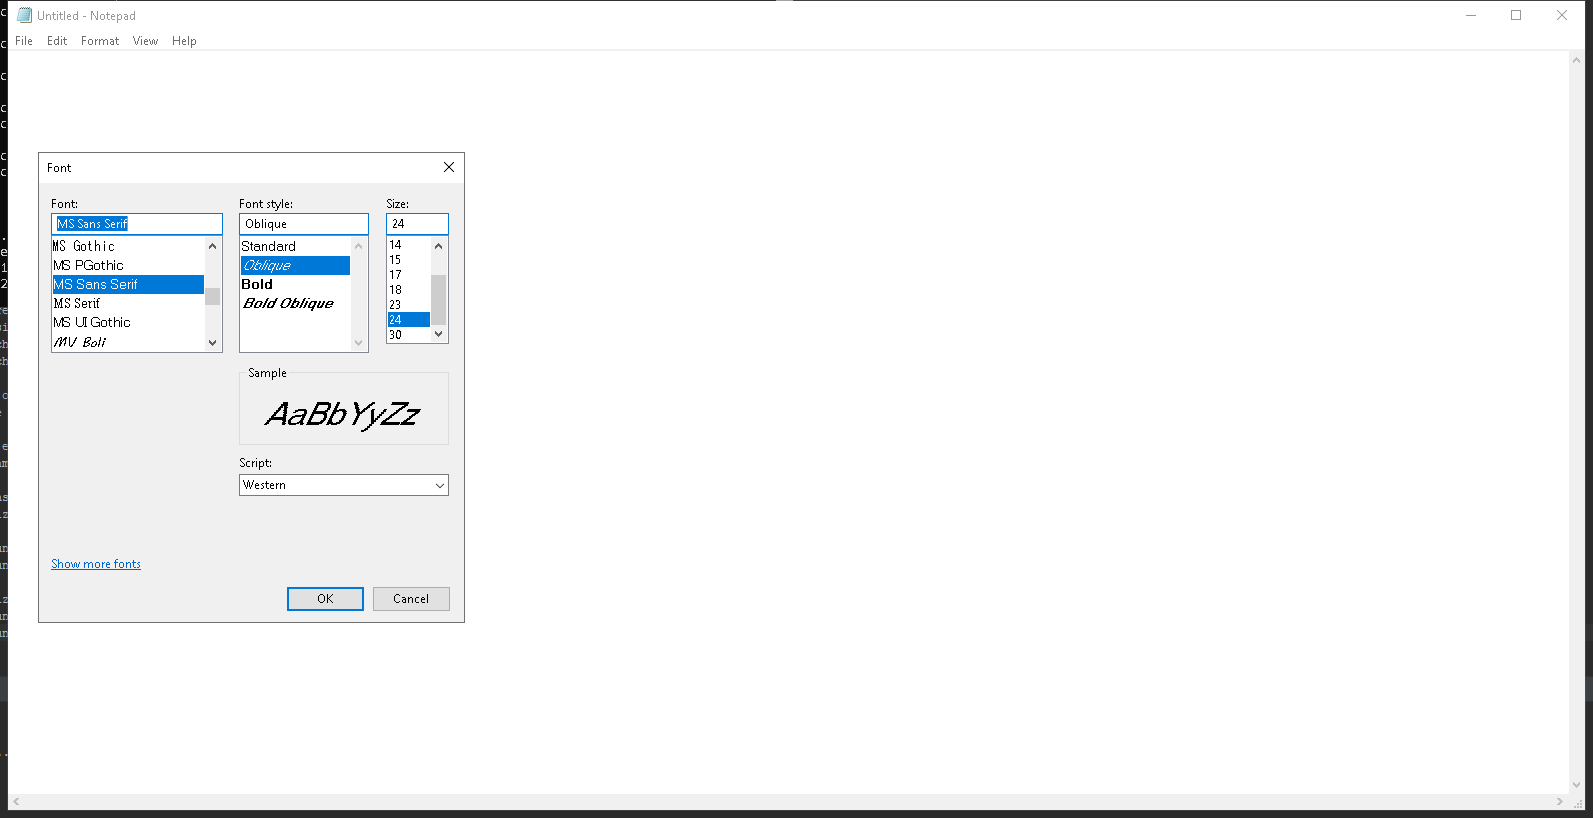 Untitled - Notepad
File Edit Format View Help
Font
Font: Font style: Size:
MS Sans Serif Oblique 24
MS Gothic
MS PGothic
MS Sans Serif
MS Serif
MS UI Gothic
MV Boli
Standard
Oblique
Bold
Bold Oblique
14
15
17
18
23
24
30
Sample
AaBbYyZz
Script:
Western
Show more fonts
OK Cancel